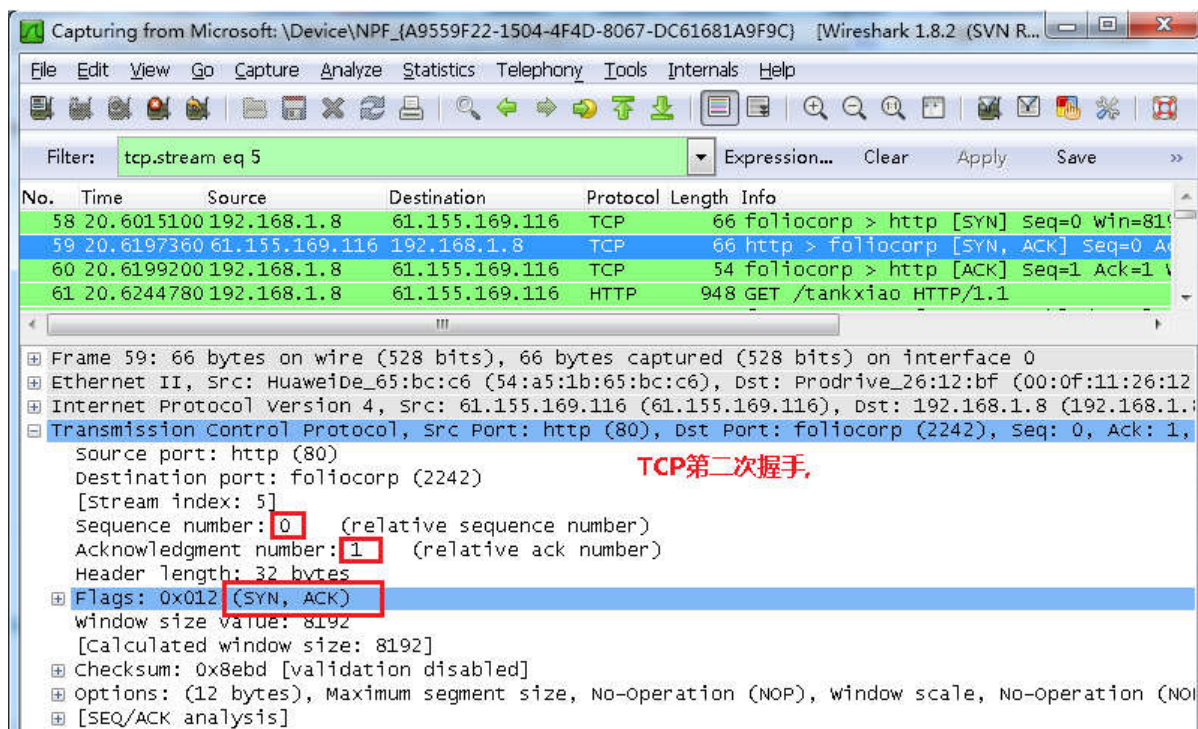 Capturing from Microsoft: \Device\NPF_{A9559F22-1504-4F4D-8067-DC61681A9F9C} [Wireshark 1.8.2 (SVN R...
File Edit View Go Capture Analyze Statistics Telephony Tools Internals Help
Filter: tcp.stream eq 5 Expression... Clear Apply Save
No. Time Source Destination Protocol Length Info
58 20.6015100 192.168.1.8 61.155.169.116 TCP 66 foliocorp > http [SYN] Seq=0 Win=819
59 20.6197360 61.155.169.116 192.168.1.8 TCP 66 http > foliocorp [SYN, ACK] Seq=0 Ac
60 20.6199200 192.168.1.8 61.155.169.116 TCP 54 foliocorp > http [ACK] Seq=1 Ack=1
61 20.6244780 192.168.1.8 61.155.169.116 HTTP 948 GET /tankxiao HTTP/1.1
Frame 59: 66 bytes on wire (528 bits), 66 bytes captured (528 bits) on interface 0
Ethernet II, Src: HuaweiDe_65:bc:c6 (54:a5:1b:65:bc:c6), Dst: Prodrive_26:12:bf (00:0f:11:26:12
Internet Protocol Version 4, Src: 61.155.169.116 (61.155.169.116), Dst: 192.168.1.8 (192.168.1.
Transmission Control Protocol, Src Port: http (80), Dst Port: foliocorp (2242), Seq: 0, Ack: 1,
Source port: http (80)
TCP第二次握手,
Destination port: foliocorp (2242)
[Stream index: 5]
Sequence number: 0 (relative sequence number)
Acknowledgment number: 1 (relative ack number)
Header length: 32 bytes
Flags: 0x012 (SYN, ACK)
Window size value: 8192
[Calculated window size: 8192]
Checksum: 0x8ebd [validation disabled]
Options: (12 bytes), Maximum segment size, No-Operation (NOP), Window scale, No-Operation (NO
[SEQ/ACK analysis]